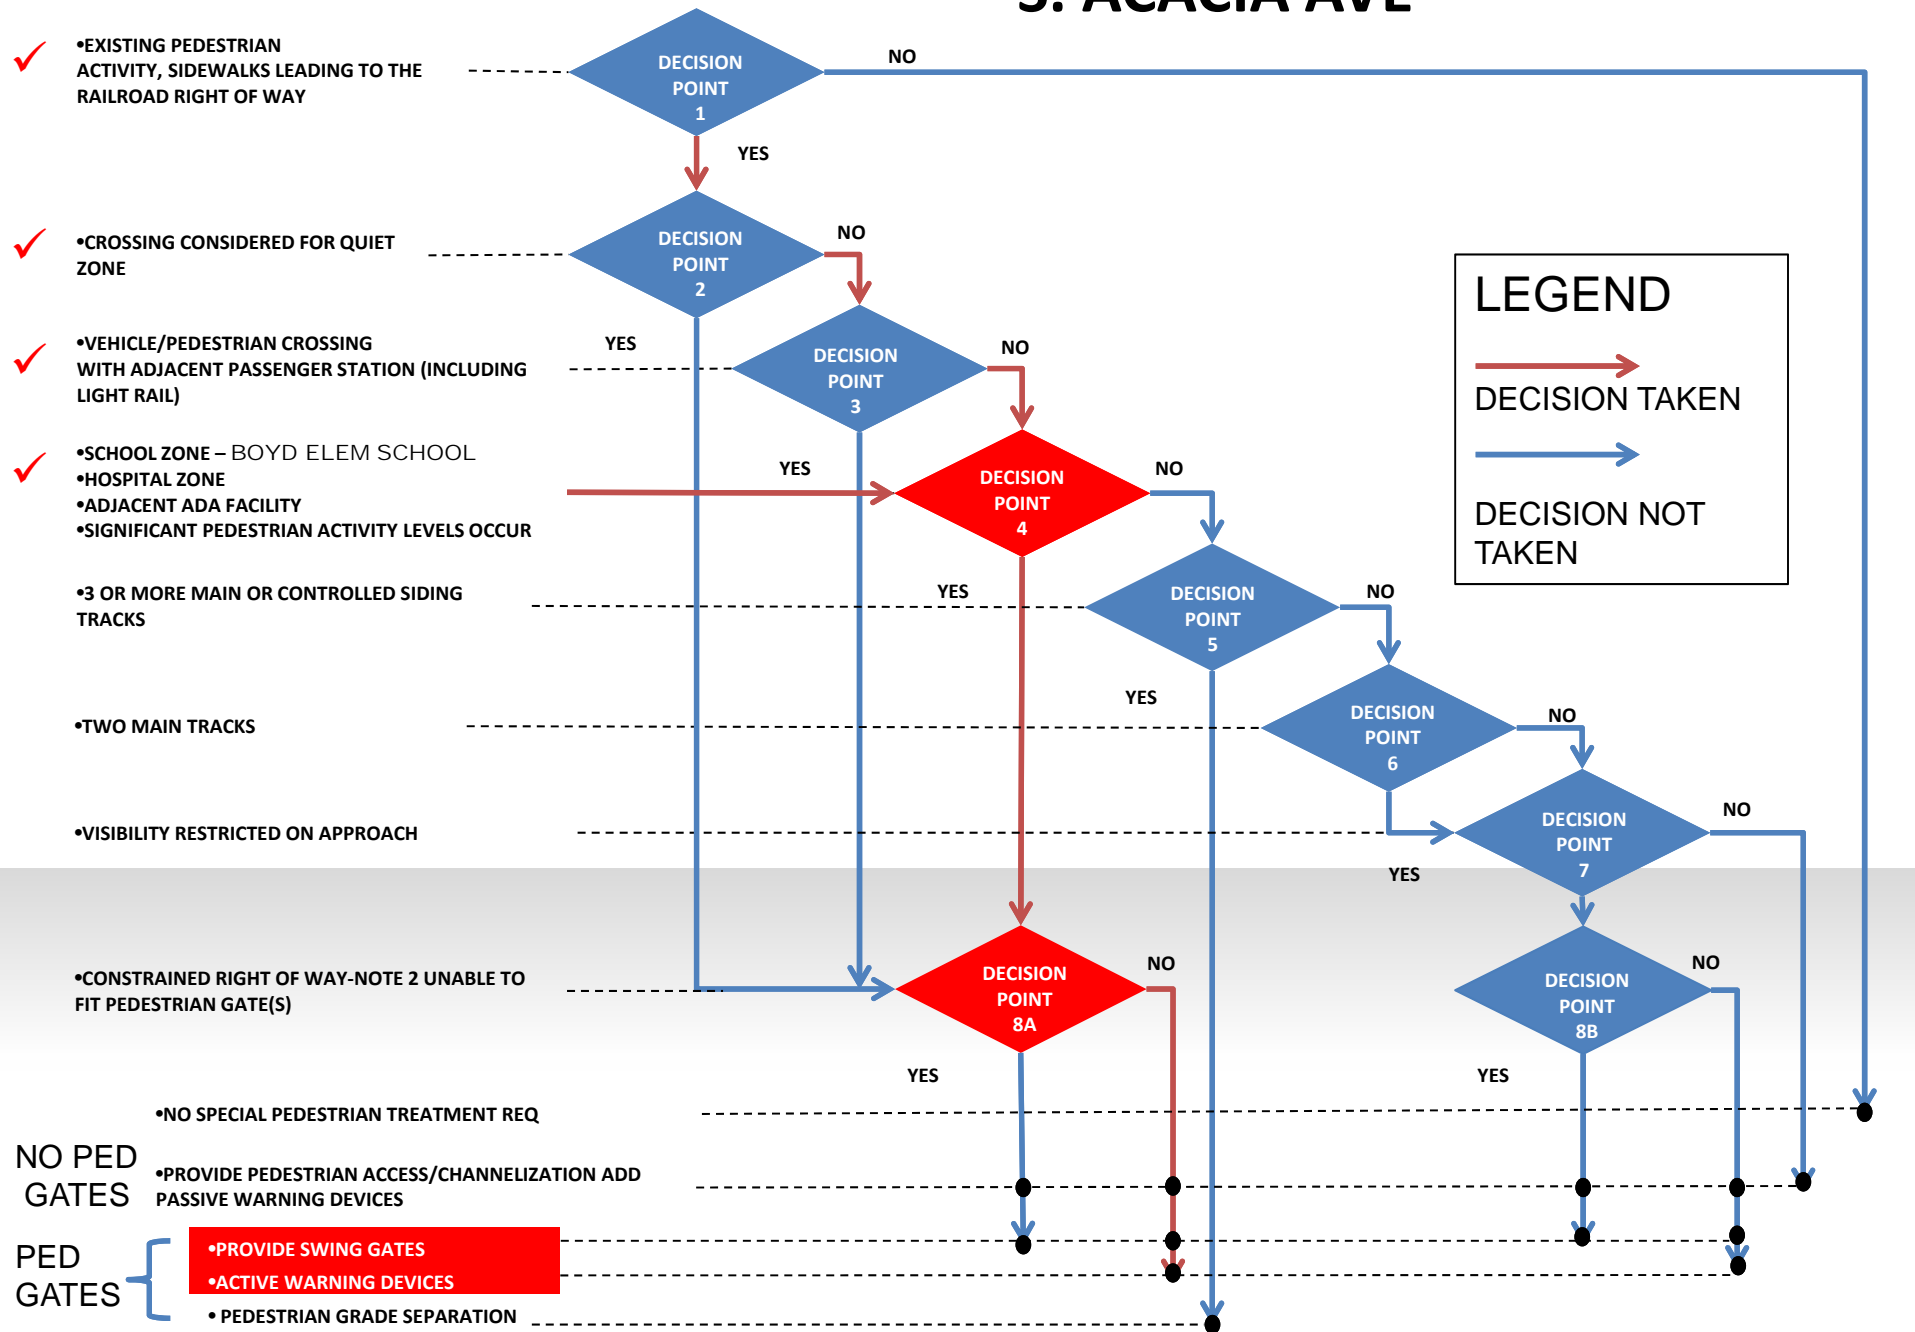 S. ACACIA AVE
•EXISTING PEDESTRIAN
ACTIVITY, SIDEWALKS LEADING TO THE
RAILROAD RIGHT OF WAY
DECISION
POINT
1
NO
YES
•CROSSING CONSIDERED FOR QUIET
ZONE
DECISION
POINT
2
NO
YES
•VEHICLE/PEDESTRIAN CROSSING
WITH ADJACENT PASSENGER STATION (INCLUDING
LIGHT RAIL)
DECISION
POINT
3
NO
YES
•SCHOOL ZONE – BOYD ELEM SCHOOL
•HOSPITAL ZONE
•ADJACENT ADA FACILITY
•SIGNIFICANT PEDESTRIAN ACTIVITY LEVELS OCCUR
DECISION
POINT
4
NO
YES
•3 OR MORE MAIN OR CONTROLLED SIDING
TRACKS
DECISION
POINT
5
NO
YES
•TWO MAIN TRACKS
DECISION
POINT
6
NO
•VISIBILITY RESTRICTED ON APPROACH
YES
DECISION
POINT
7
NO
•CONSTRAINED RIGHT OF WAY-NOTE 2 UNABLE TO
FIT PEDESTRIAN GATE(S)
DECISION
POINT
8A
NO
YES
DECISION
POINT
8B
NO
YES
•NO SPECIAL PEDESTRIAN TREATMENT REQ
NO PED
GATES
•PROVIDE PEDESTRIAN ACCESS/CHANNELIZATION ADD
PASSIVE WARNING DEVICES
PED
GATES
•PROVIDE SWING GATES
•ACTIVE WARNING DEVICES
• PEDESTRIAN GRADE SEPARATION
LEGEND
DECISION TAKEN
DECISION NOT
TAKEN